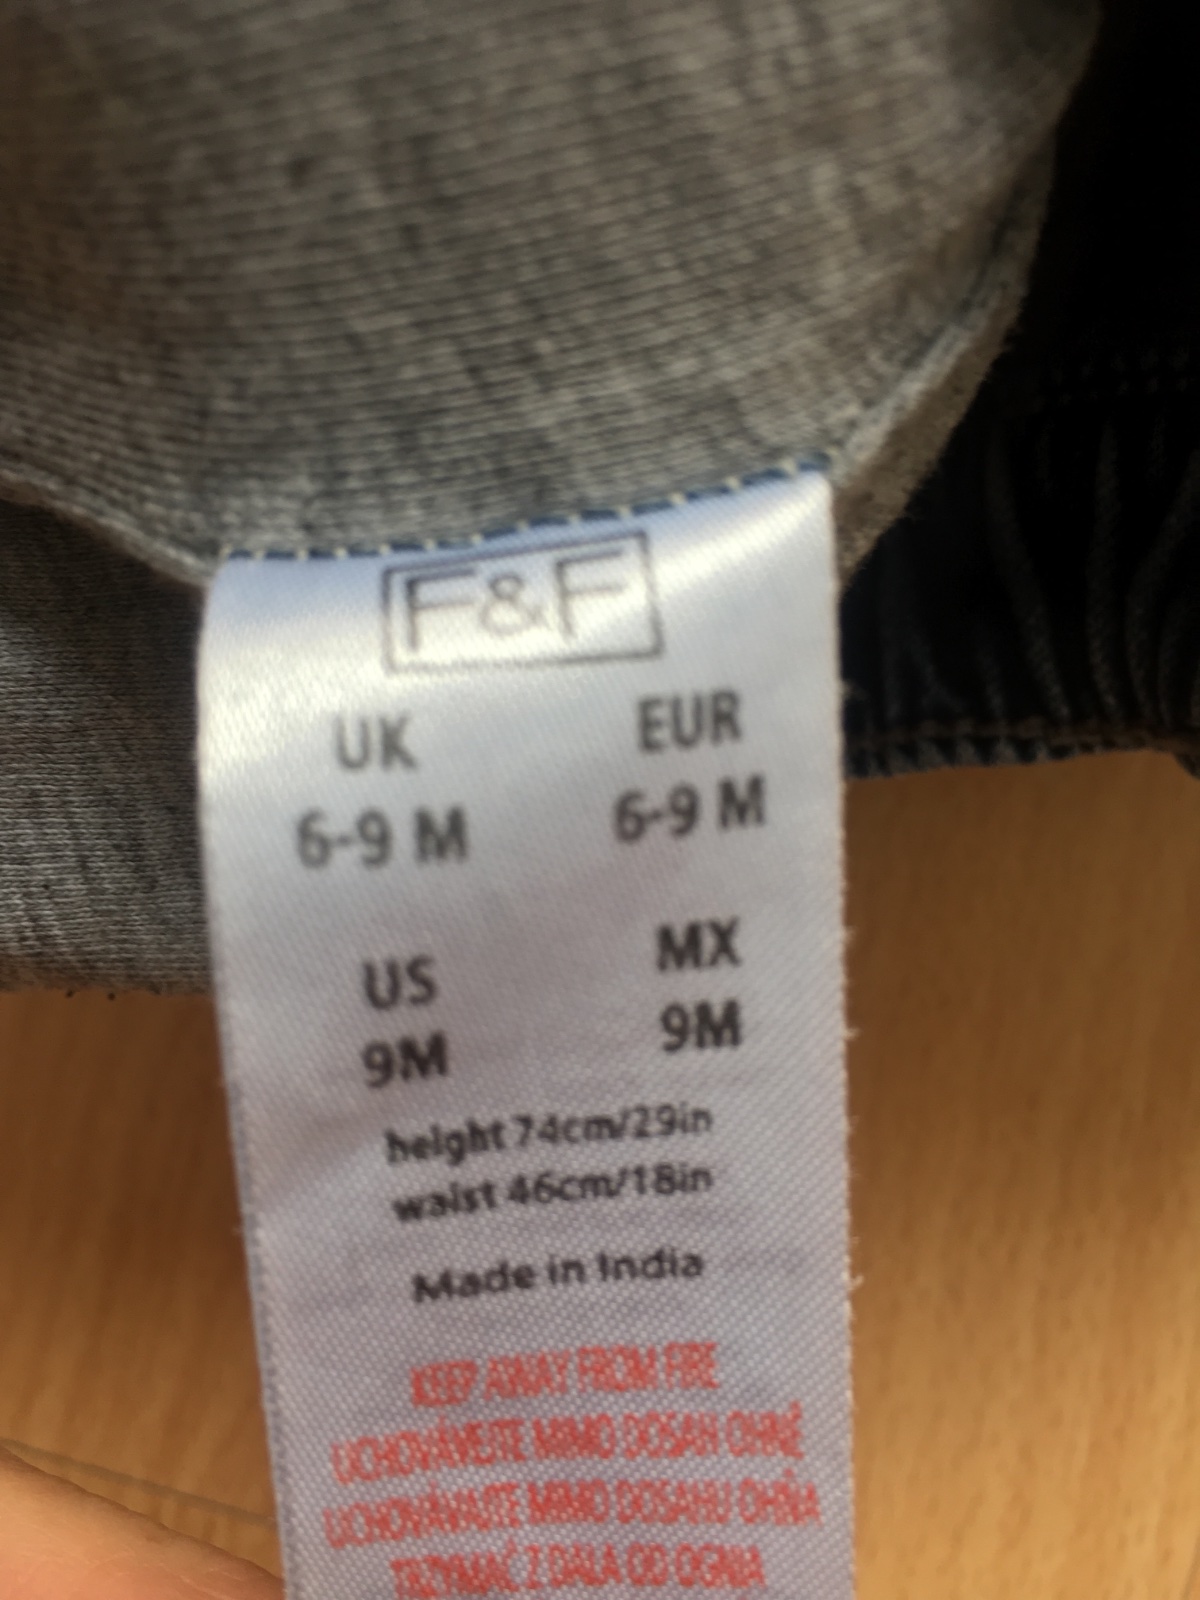 F&F
UK EUR
6-9 M 6-9 M
US MX
9M 9M
height 74cm/29in
waist 46cm/18in
Made in India
KEEP AWAY FROM FIRE
UCHOVÁVEJTE MIMO DOSAH OHNĚ
UCHOVÁVAJTE MIMO DOSAHU OHŇA
TRZYMAĆ Z DALA OD OGNIA